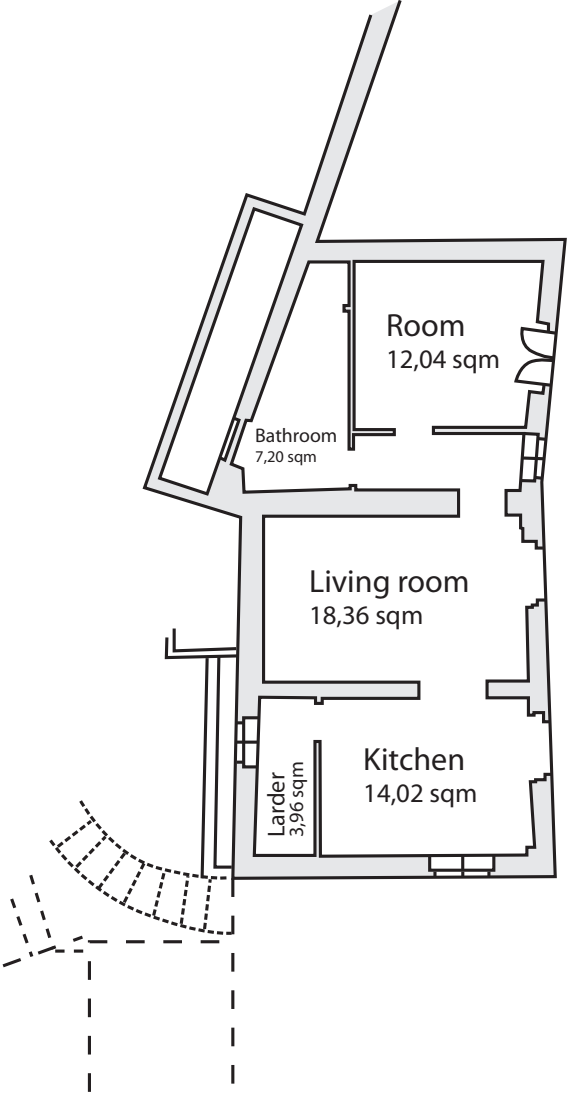 Room
12,04 sqm
Bathroom
7,20 sqm
Living room
18,36 sqm
Kitchen
14,02 sqm
Larder
3,96 sqm